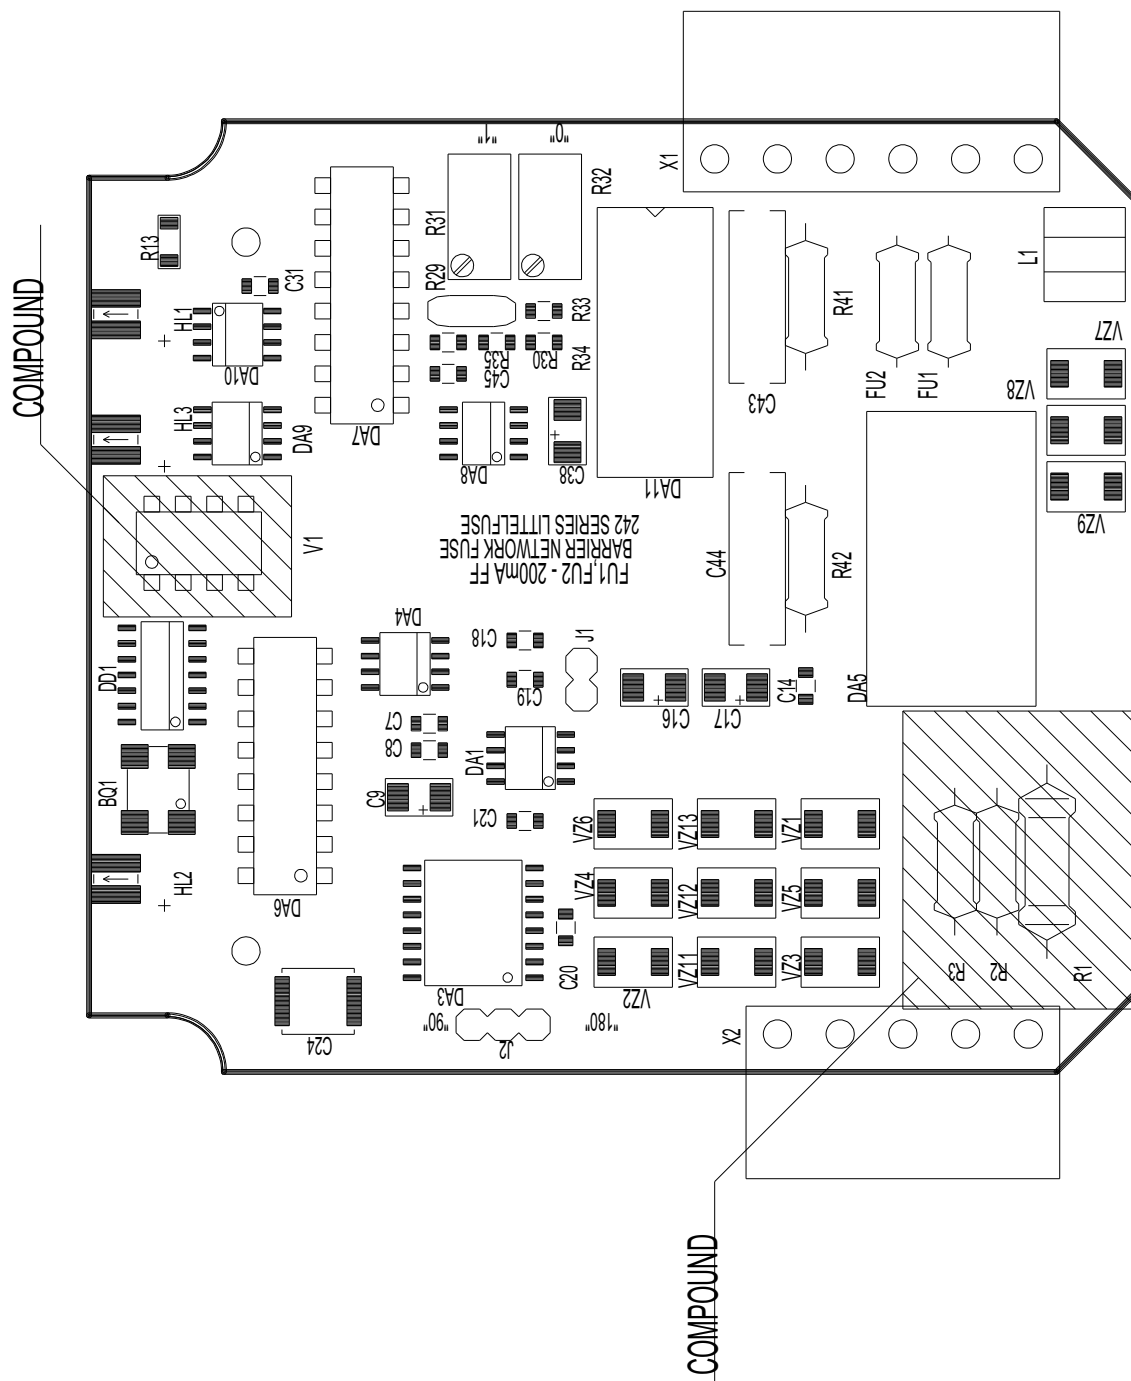 COMPOUND
"1"
"0"
X1
R13
R31
R32
C31
R29
L1
HL1
R33
R41
DA10
R35
R30
R34
C45
VZ7
FU2
FU1
VZ8
C43
HL3
DA9
DA7
DA8
C38
DA11
VZ9
V1
FU1,FU2 - 200mA FF
BARRIER NETWORK FUSE
242 SERIES LITTELFUSE
C44
R42
DA4
C18
J1
DD1
C19
C14
DA5
C16
C17
C7
C8
DA1
BQ1
C9
C21
VZ6
VZ13
VZ1
HL2
DA6
VZ4
VZ12
VZ5
C20
VZ2
VZ11
VZ3
R3
R2
R1
DA3
"90"
"180"
J2
C24
X2
COMPOUND